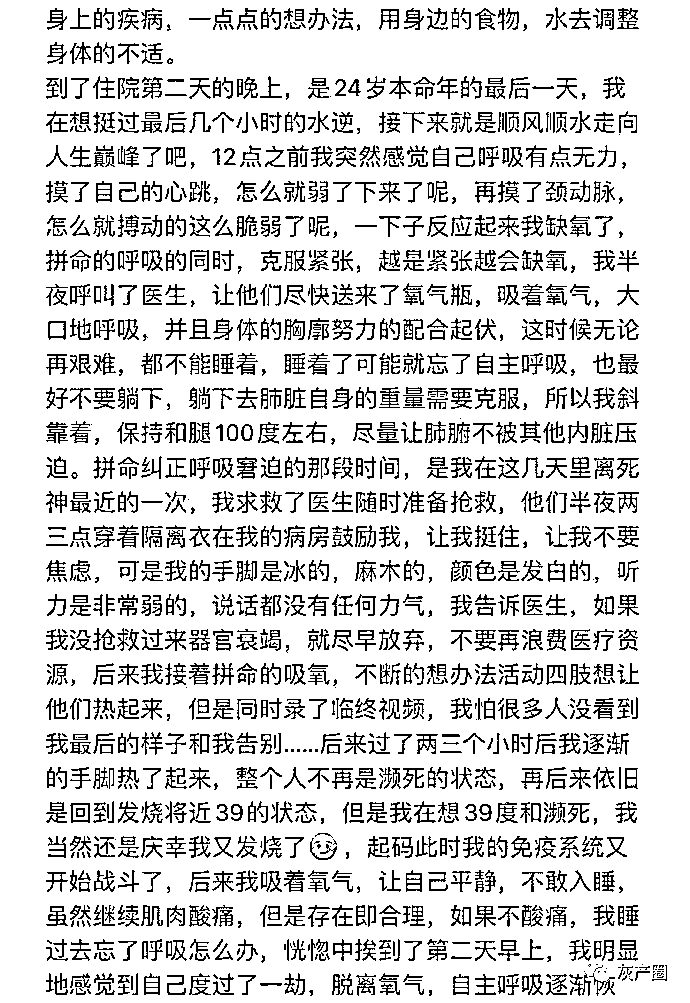 身上的疾病，一点点的想办法，用身边的食物，水去调整
身体的不适。
到了住院第二天的晚上，是24岁本命年的最后一天，我
在想挺过最后几个小时的水逆，接下来就是顺风顺水走向
人生巅峰了吧，12点之前我突然感觉自己呼吸有点无力，
摸了自己的心跳，怎么就弱了下来了呢，再摸了颈动脉，
怎么就搏动的这么脆弱了呢，一下子反应起来我缺氧了，
拼命的呼吸的同时，克服紧张，越是紧张越会缺氧，我半
夜呼叫了医生，让他们尽快送来了氧气瓶，吸着氧气，大
口地呼吸，并且身体的胸廓努力的配合起伏，这时候无论
再艰难，都不能睡着，睡着了可能就忘了自主呼吸，也最
好不要躺下，躺下去肺脏自身的重量需要克服，所以我斜
靠着，保持和腿100度左右，尽量让肺腑不被其他内脏压
迫。拼命纠正呼吸窘迫的那段时间，是我在这几天里离死
神最近的一次，我求救了医生随时准备抢救，他们半夜两
三点穿着隔离衣在我的病房鼓励我，让我挺住，让我不要
焦虑，可是我的手脚是冰的，麻木的，颜色是发白的，听
力是非常弱的，说话都没有任何力气，我告诉医生，如果
我没抢救过来器官衰竭，就尽早放弃，不要再浪费医疗资
源，后来我接着拼命的吸氧，不断的想办法活动四肢想让
他们热起来，但是同时录了临终视频，我怕很多人没看到
我最后的样子和我告别......后来过了两三个小时后我逐渐
的手脚热了起来，整个人不再是濒死的状态，再后来依旧
是回到发烧将近39的状态，但是我在想39度和濒死，我
当然还是庆幸我又发烧了😏，起码此时我的免疫系统又
开始战斗了，后来我吸着氧气，让自己平静，不敢入睡，
虽然继续肌肉酸痛，但是存在即合理，如果不酸痛，我睡
过去忘了呼吸怎么办，恍惚中挨到了第二天早上，我明显
地感觉到自己度过了一劫，脱离氧气，自主呼吸逐渐恢
灰产圈